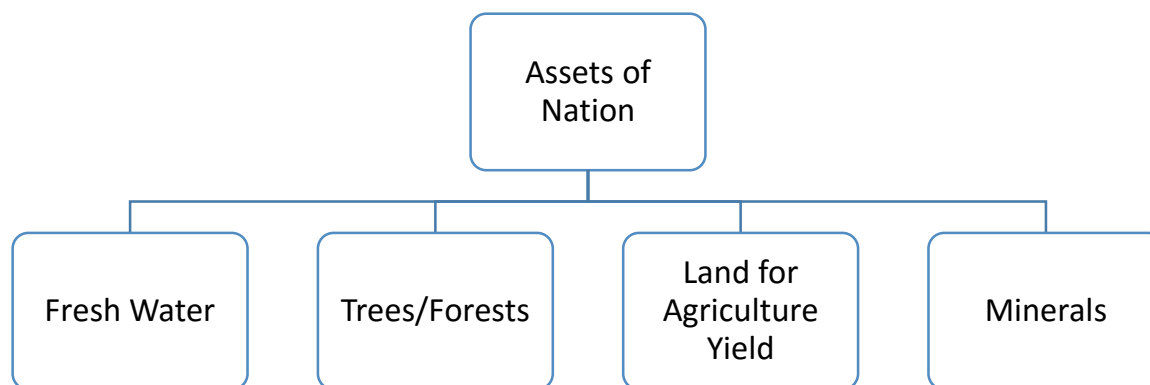 Assets of
Nation
Fresh Water
Trees/Forests
Land for
Agriculture
Yield
Minerals